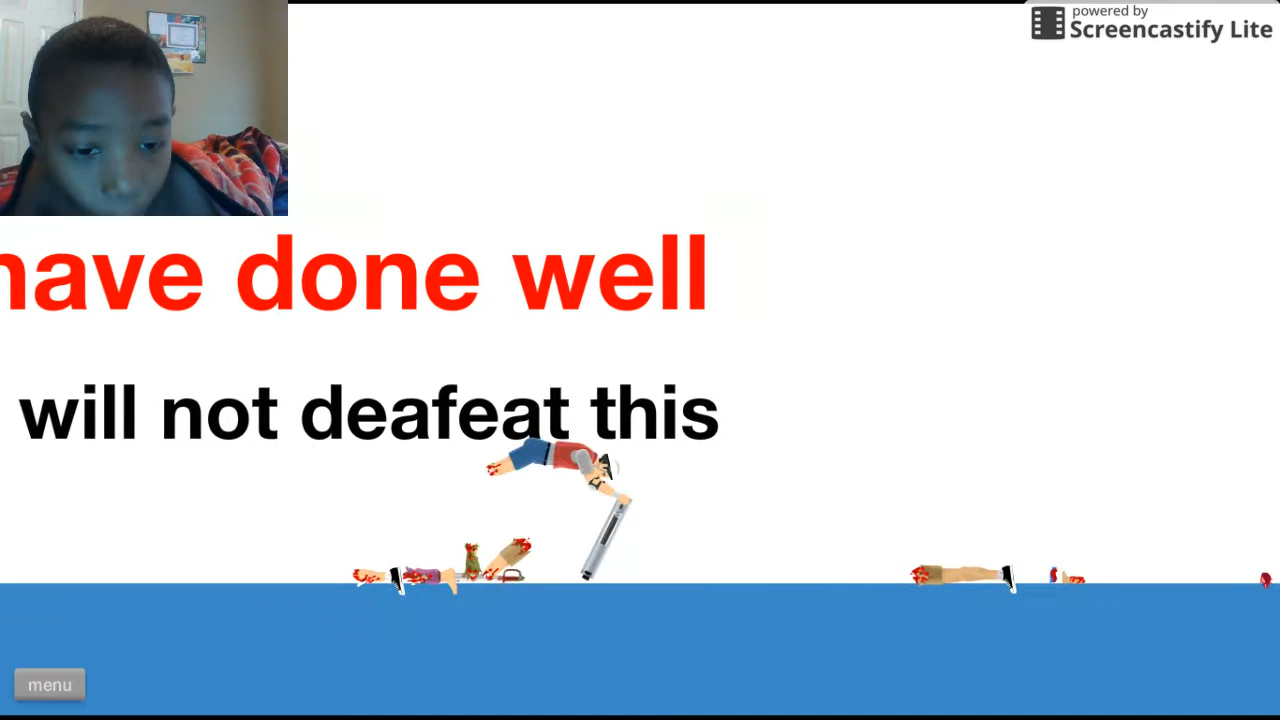 powered by
Screencastify Lite
have done well
will not deafeat this
menu